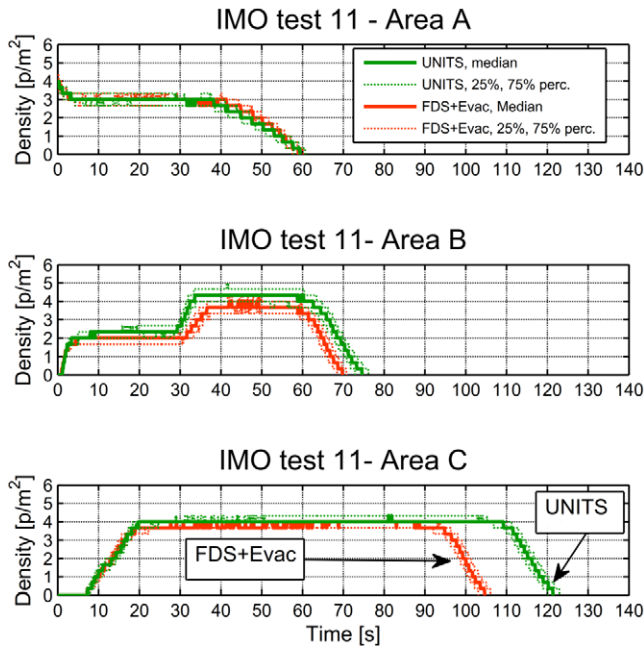 IMO test 11 - Area A
Density [p/m²]
6
5
4
3
2
1
0
UNITS, median
UNITS, 25%, 75% perc.
FDS+Evac, Median
FDS+Evac, 25%, 75% perc.
0 10 20 30 40 50 60 70 80 90 100 110 120 130 140
IMO test 11- Area B
Density [p/m²]
6
5
4
3
2
1
0
0 10 20 30 40 50 60 70 80 90 100 110 120 130 140
IMO test 11- Area C
Density [p/m²]
6
5
4
3
2
1
0
UNITS
FDS+Evac
0 10 20 30 40 50 60 70 80 90 100 110 120 130 140
Time [s]